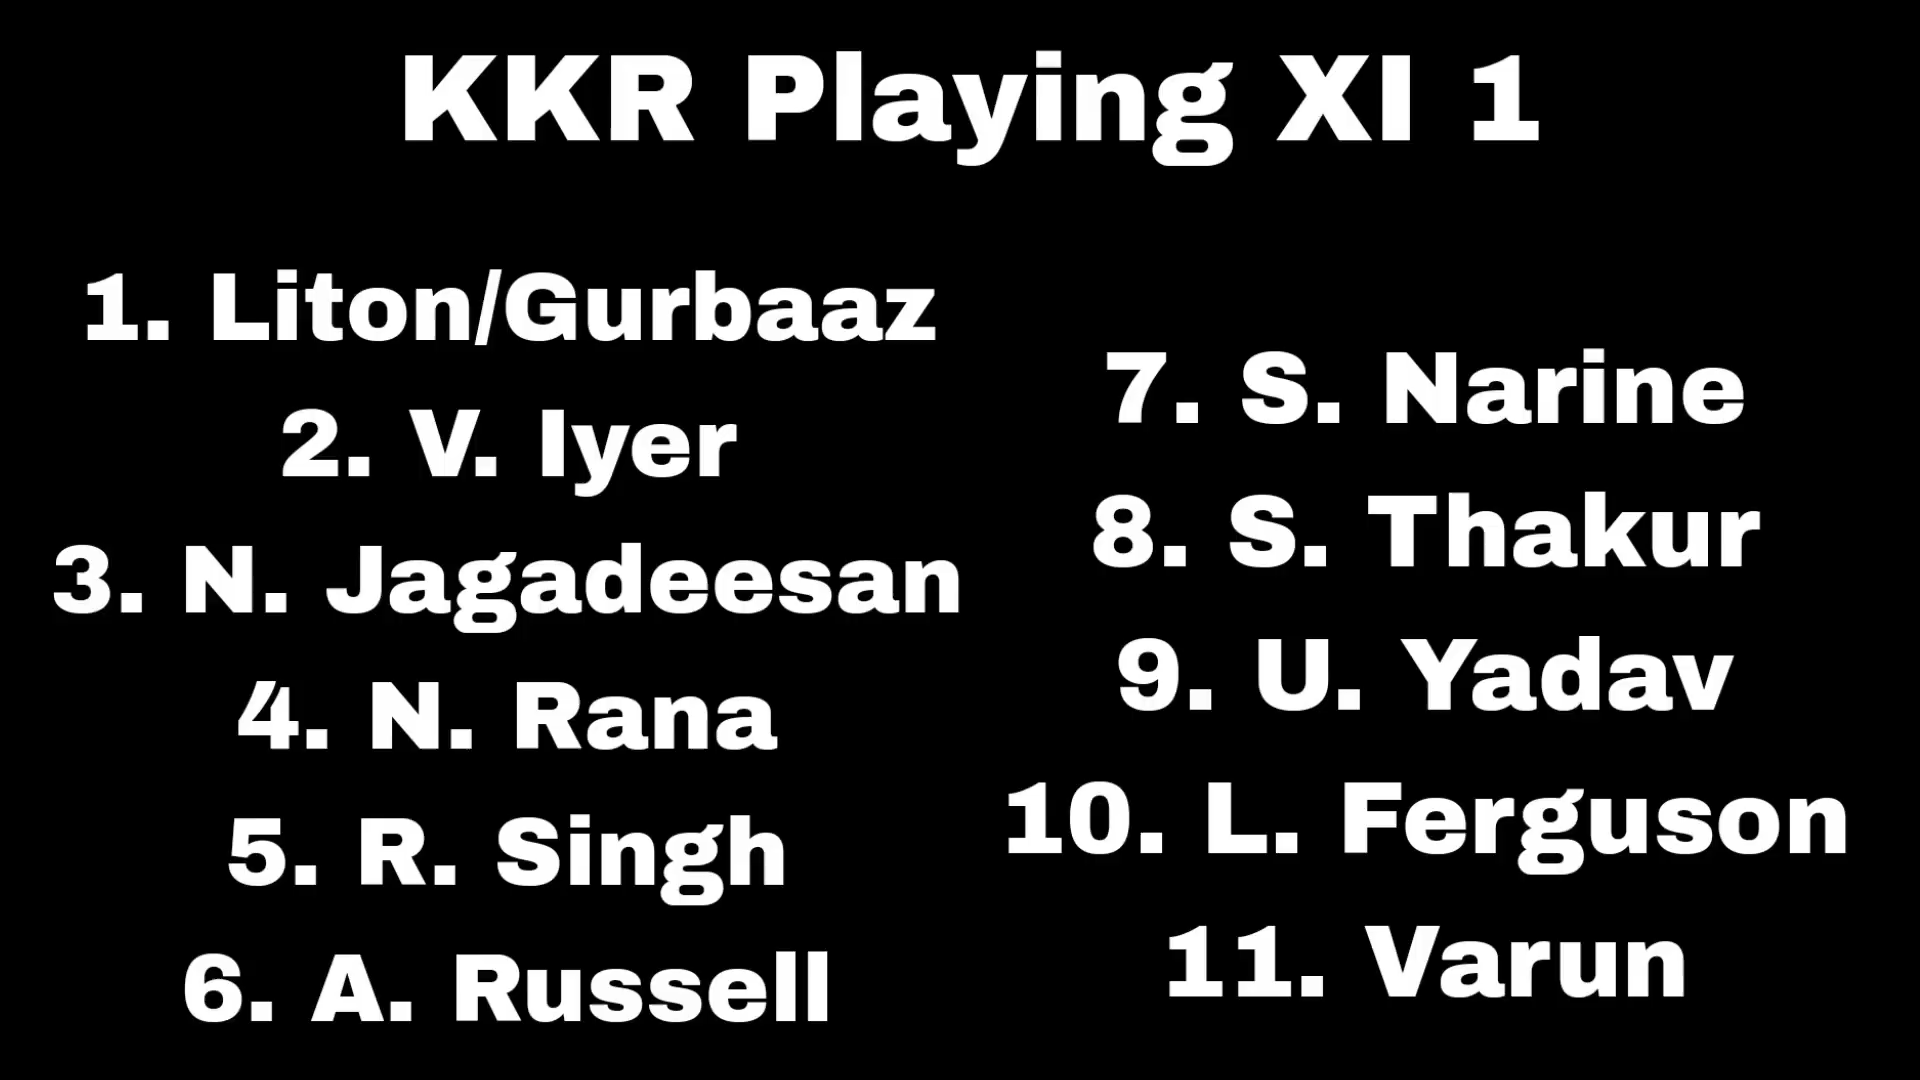 KKR Playing XI 1
1. Liton/Gurbaaz
2. V. Iyer
3. N. Jagadeesan
4. N. Rana
5. R. Singh
6. A. Russell
7. S. Narine
8. S. Thakur
9. U. Yadav
10. L. Ferguson
11. Varun